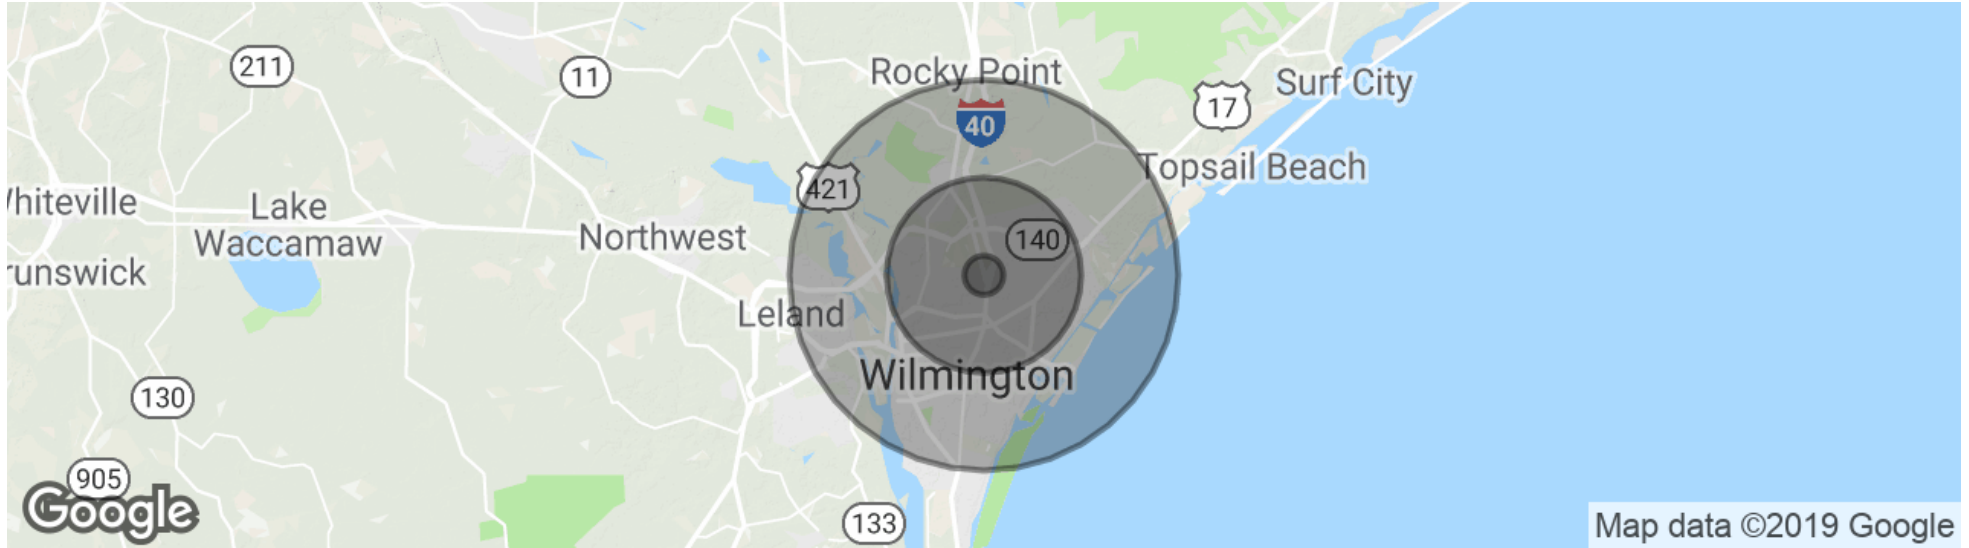 211
11
Rocky Point
Surf City
17
40
Topsail Beach
421
Whiteville
Lake
Waccamaw
Northwest
140
runswick
Leland
Wilmington
130
905
Google
133
Map data ©2019 Google